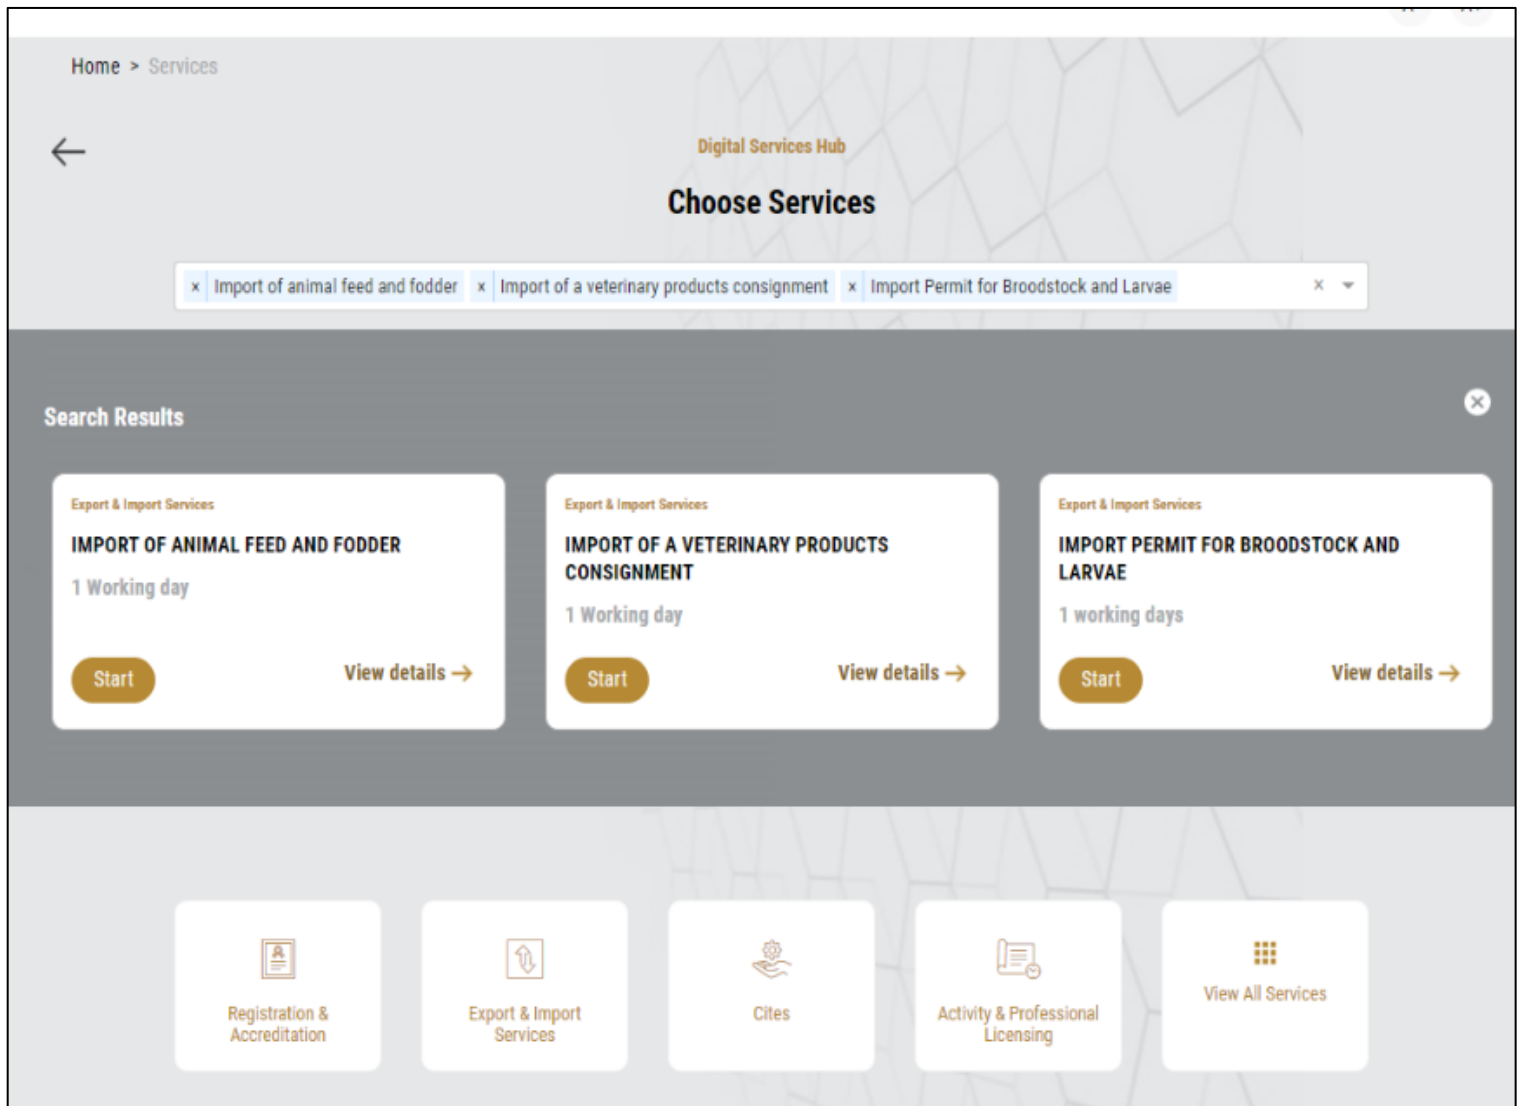 Home > Services
Digital Services Hub
Choose Services
× Import of animal feed and fodder × Import of a veterinary products consignment × Import Permit for Broodstock and Larvae ×
Search Results
Export & Import Services
IMPORT OF ANIMAL FEED AND FODDER
1 Working day
Start
View details →
Export & Import Services
IMPORT OF A VETERINARY PRODUCTS
CONSIGNMENT
1 Working day
Start
View details →
Export & Import Services
IMPORT PERMIT FOR BROODSTOCK AND
LARVAE
1 working days
Start
View details →
Registration &
Accreditation
Export & Import
Services
Cites
Activity & Professional
Licensing
View All Services